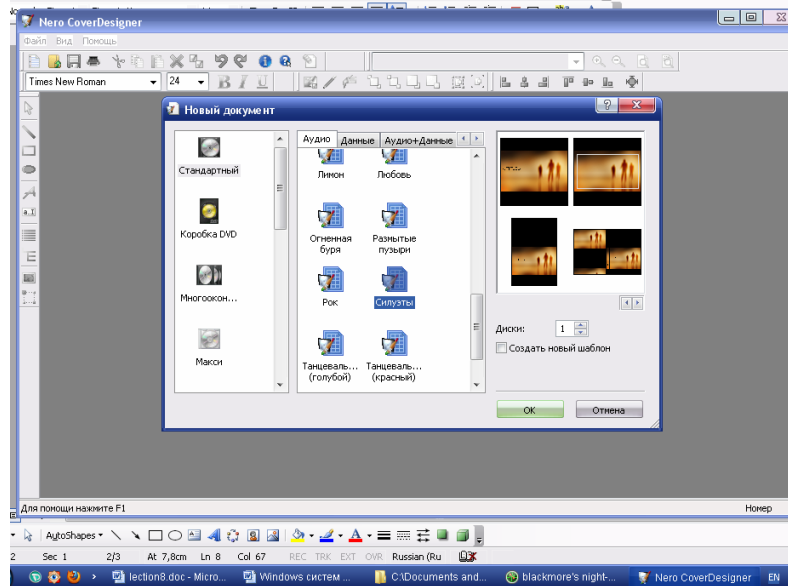 Nero CoverDesigner
Файл Вид Помощь
Times New Roman 24 B I U
Новый документ
Стандартный
Коробка DVD
Многоокон...
Макси
Аудио Данные Аудио+Данные
Лимон Любовь
Огненная буря
Размытые пузыри
Рок Силуэты
Танцеваль... (голубой)
Танцеваль... (красный)
Диски: 1
Создать новый шаблон
OK Отмена
Для помощи нажмите F1 Номер
AutoShapes
2 Sec 1 2/3 At 7,8cm Ln 8 Col 67 REC TRK EXT OVR Russian (Ru
lection8.doc - Micro... Windows систем ... C:\Documents and... blackmore's night-... Nero CoverDesigner EN